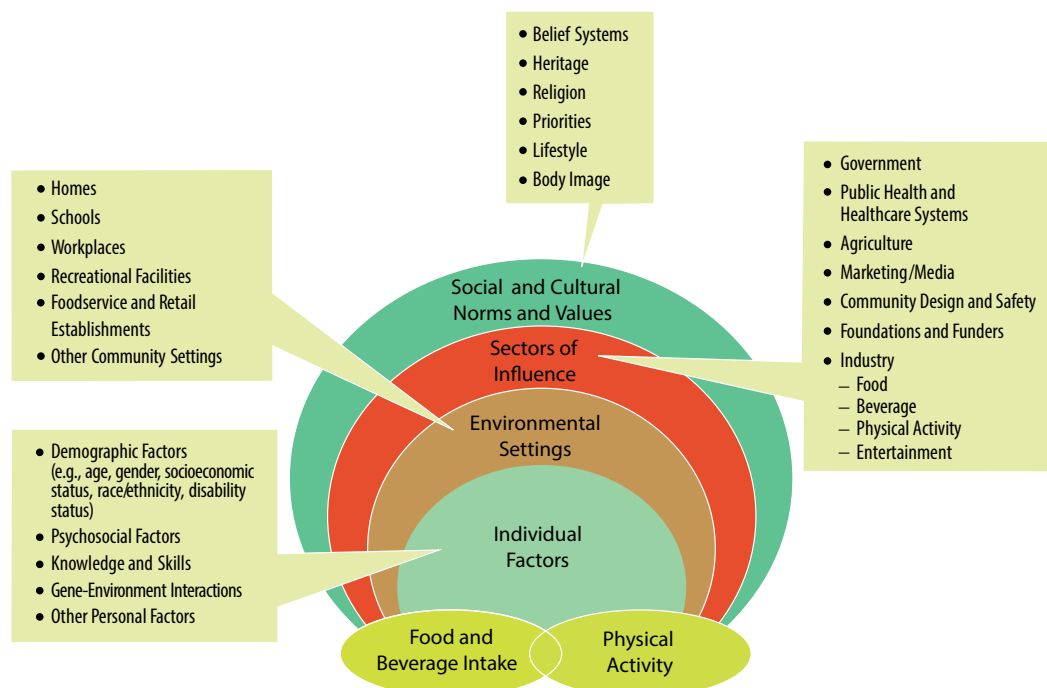 • Belief Systems
• Heritage
• Religion
• Priorities
• Lifestyle
• Body Image
• Homes
• Schools
• Workplaces
• Recreational Facilities
• Foodservice and Retail
Establishments
• Other Community Settings
• Government
• Public Health and
Healthcare Systems
• Agriculture
• Marketing/Media
• Community Design and Safety
• Foundations and Funders
• Industry
– Food
– Beverage
– Physical Activity
– Entertainment
• Demographic Factors
(e.g., age, gender, socioeconomic
status, race/ethnicity, disability
status)
• Psychosocial Factors
• Knowledge and Skills
• Gene-Environment Interactions
• Other Personal Factors
Social and Cultural
Norms and Values
Sectors of
Influence
Environmental
Settings
Individual
Factors
Food and
Beverage Intake
Physical
Activity